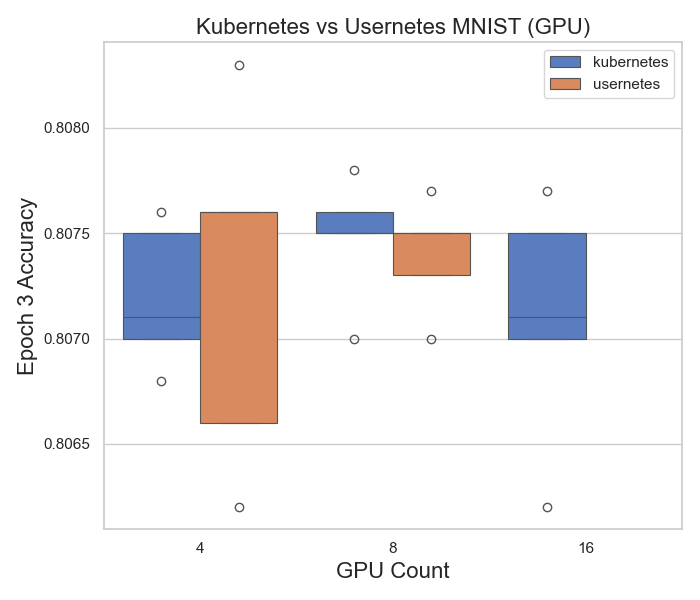 Kubernetes vs Usernetes MNIST (GPU)
kubernetes
usernetes
Epoch 3 Accuracy
0.8080
0.8075
0.8070
0.8065
4 8 16
GPU Count